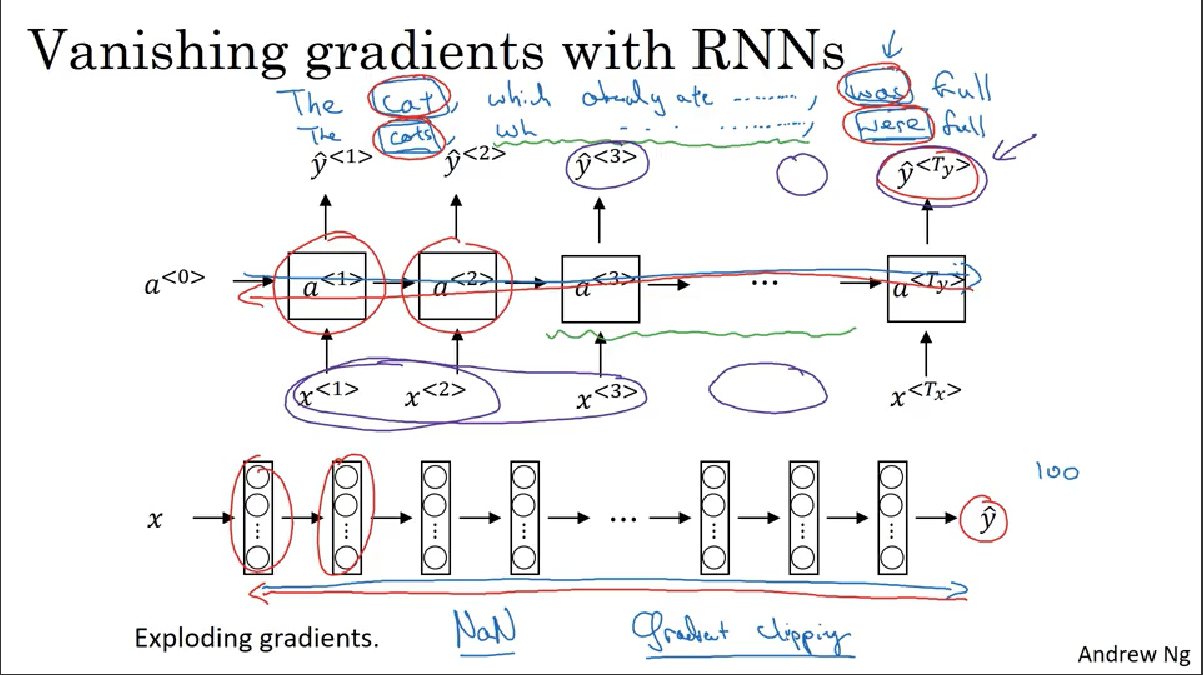 Vanishing gradients with RNNs
The cat, which already ate ........, was full
The cats, wh ... ........, were full
ŷ<1> ŷ<2> ŷ<3> ŷ<Ty>
a<0> a<1> a<2> a<3> ... a<Ty>
x<1> x<2> x<3> x<Tx>
100
x ... ŷ
Exploding gradients. NaN Gradient clipping
Andrew Ng